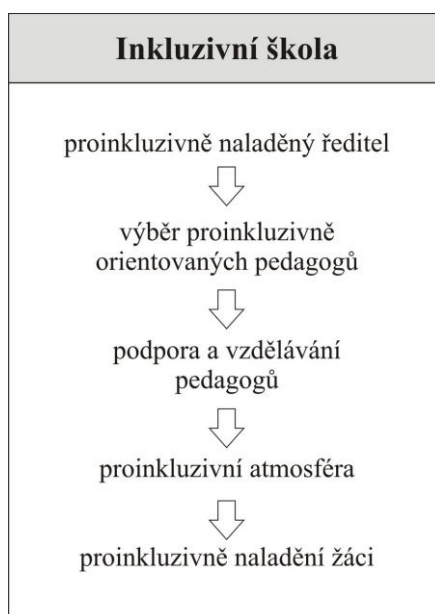 Inkluzivní škola
proinkluzivně naladěný ředitel
výběr proinkluzivně
orientovaných pedagogů
podpora a vzdělávání
pedagogů
proinkluzivní atmosféra
proinkluzivně naladění žáci